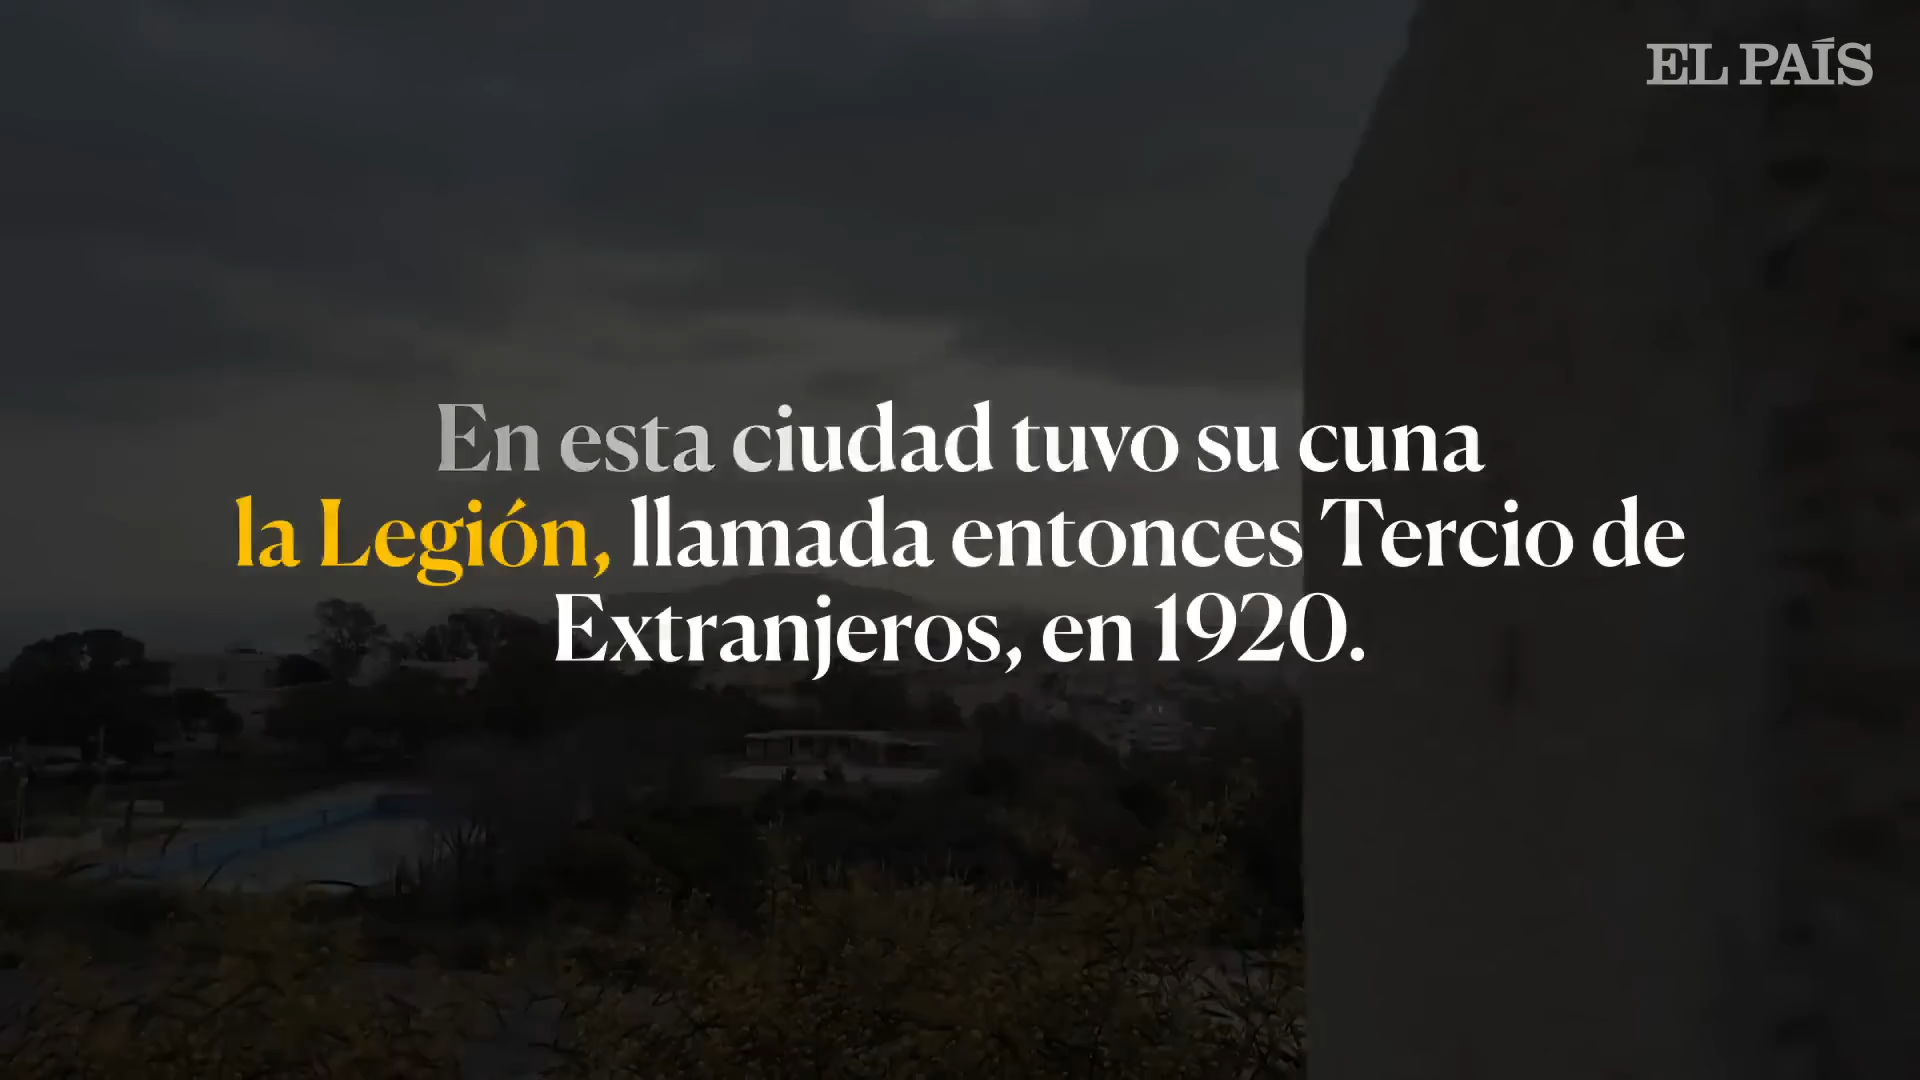 EL PAÍS
En esta ciudad tuvo su cuna
la Legión, llamada entonces Tercio de
Extranjeros, en 1920.